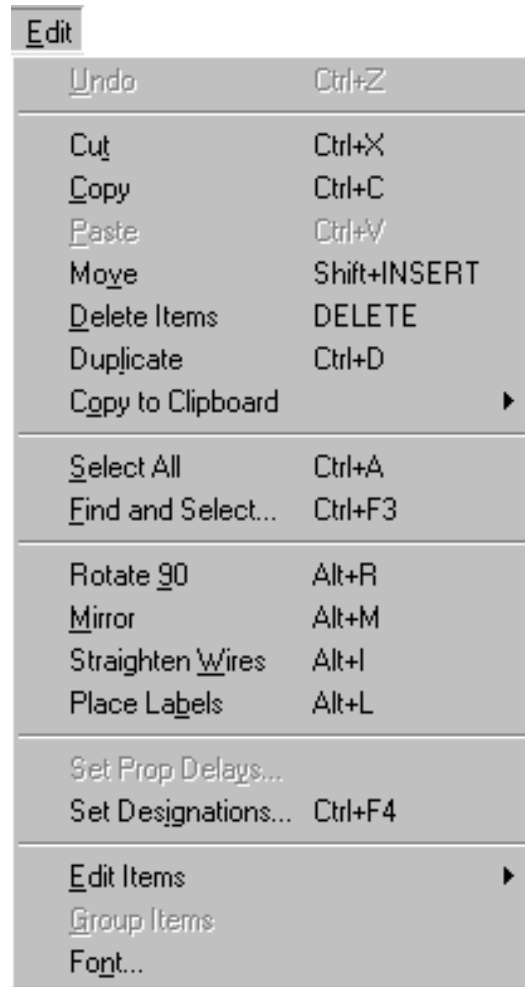 Edit
Undo Ctrl+Z
Cut Ctrl+X
Copy Ctrl+C
Paste Ctrl+V
Move Shift+INSERT
Delete Items DELETE
Duplicate Ctrl+D
Copy to Clipboard
Select All Ctrl+A
Find and Select... Ctrl+F3
Rotate 90 Alt+R
Mirror Alt+M
Straighten Wires Alt+I
Place Labels Alt+L
Set Prop Delays...
Set Designations... Ctrl+F4
Edit Items
Group Items
Font...